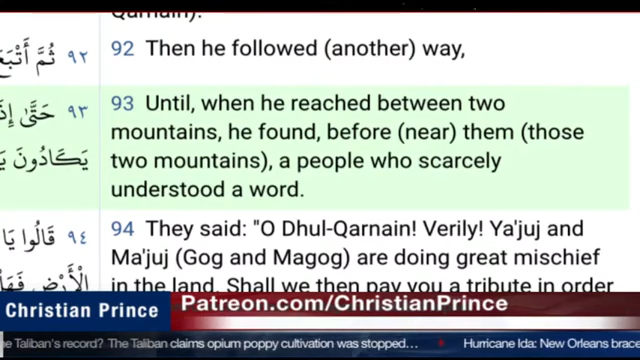 Qarnain).
92 Then he followed (another) way,
٩٢ ثُمَّ أَتْبَعَ
93 Until, when he reached between two
mountains, he found, before (near) them (those
two mountains), a people who scarcely
understood a word.
٩٣ حَتَّىٰ إِذَ
يَكَادُونَ يَ
94 They said: "O Dhul-Qarnain! Verily! Ya'juj and
Ma'juj (Gog and Magog) are doing great mischief
in the land. Shall we then pay you a tribute in order
٩٤ قَالُوا يَا
الْأَرْضِ
Christian Prince
Patreon.com/ChristianPrince
he Taliban's record? The Taliban claims opium poppy cultivation was stopped...
Hurricane Ida: New Orleans brace